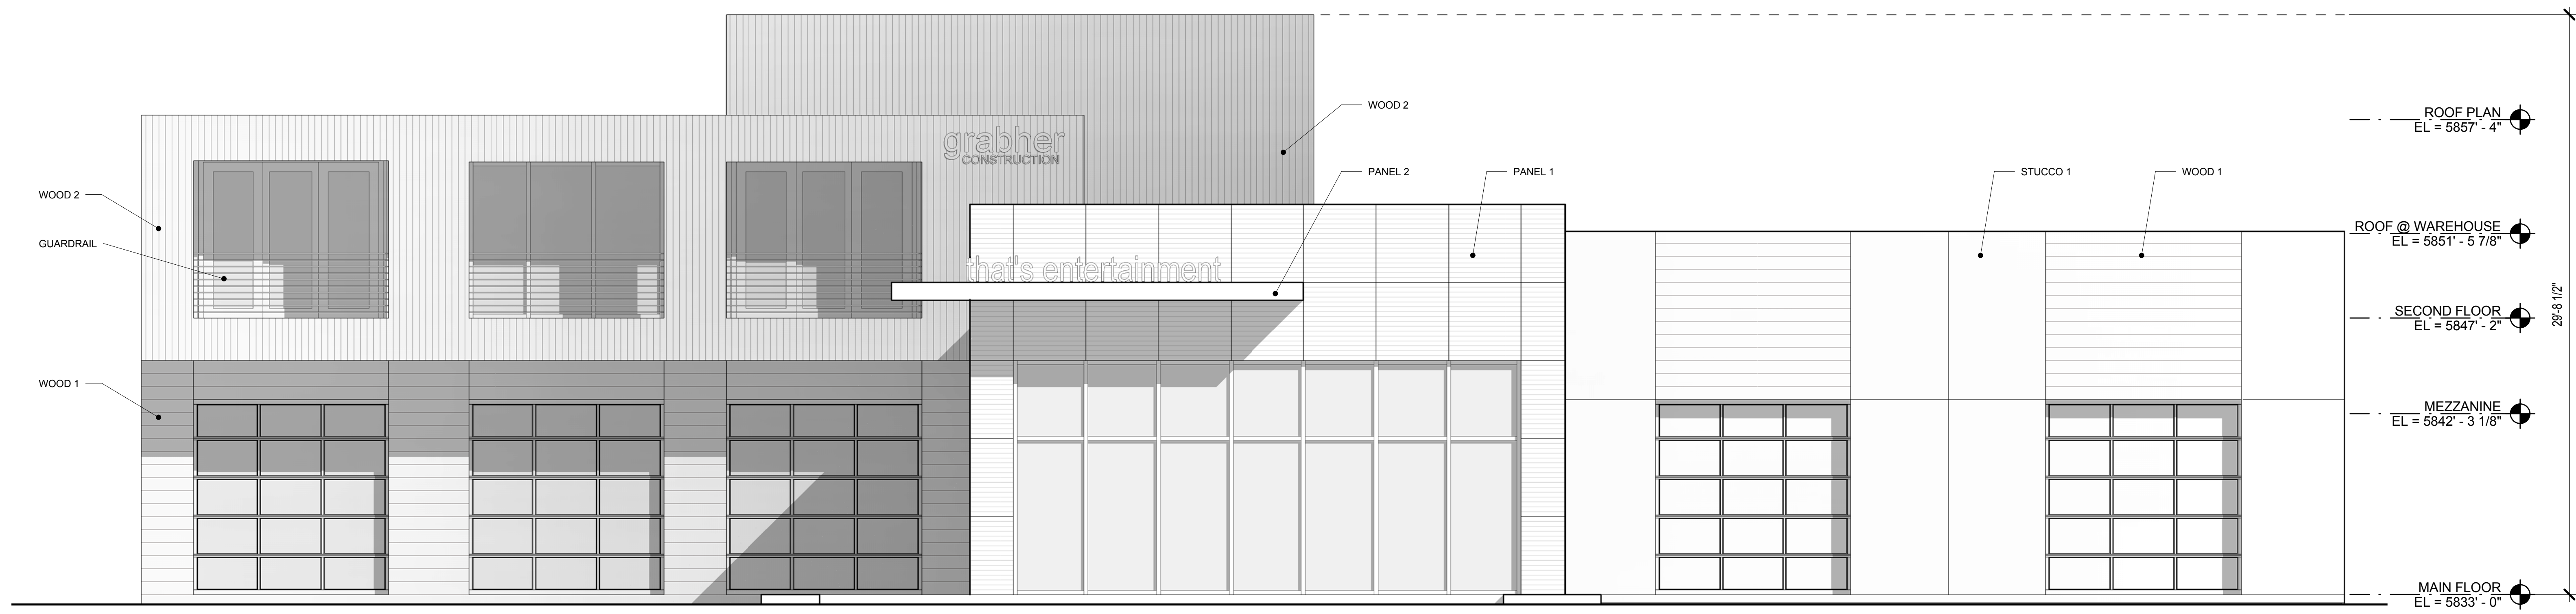 grabher
CONSTRUCTION
that's entertainment
WOOD 2
GUARDRAIL
WOOD 1
WOOD 2
PANEL 2
PANEL 1
STUCCO 1
WOOD 1
ROOF PLAN
EL = 5857' - 4"
ROOF @ WAREHOUSE
EL = 5851' - 5 7/8"
SECOND FLOOR
EL = 5847' - 2"
MEZZANINE
EL = 5842' - 3 1/8"
MAIN FLOOR
EL = 5833' - 0"
29'-8 1/2"